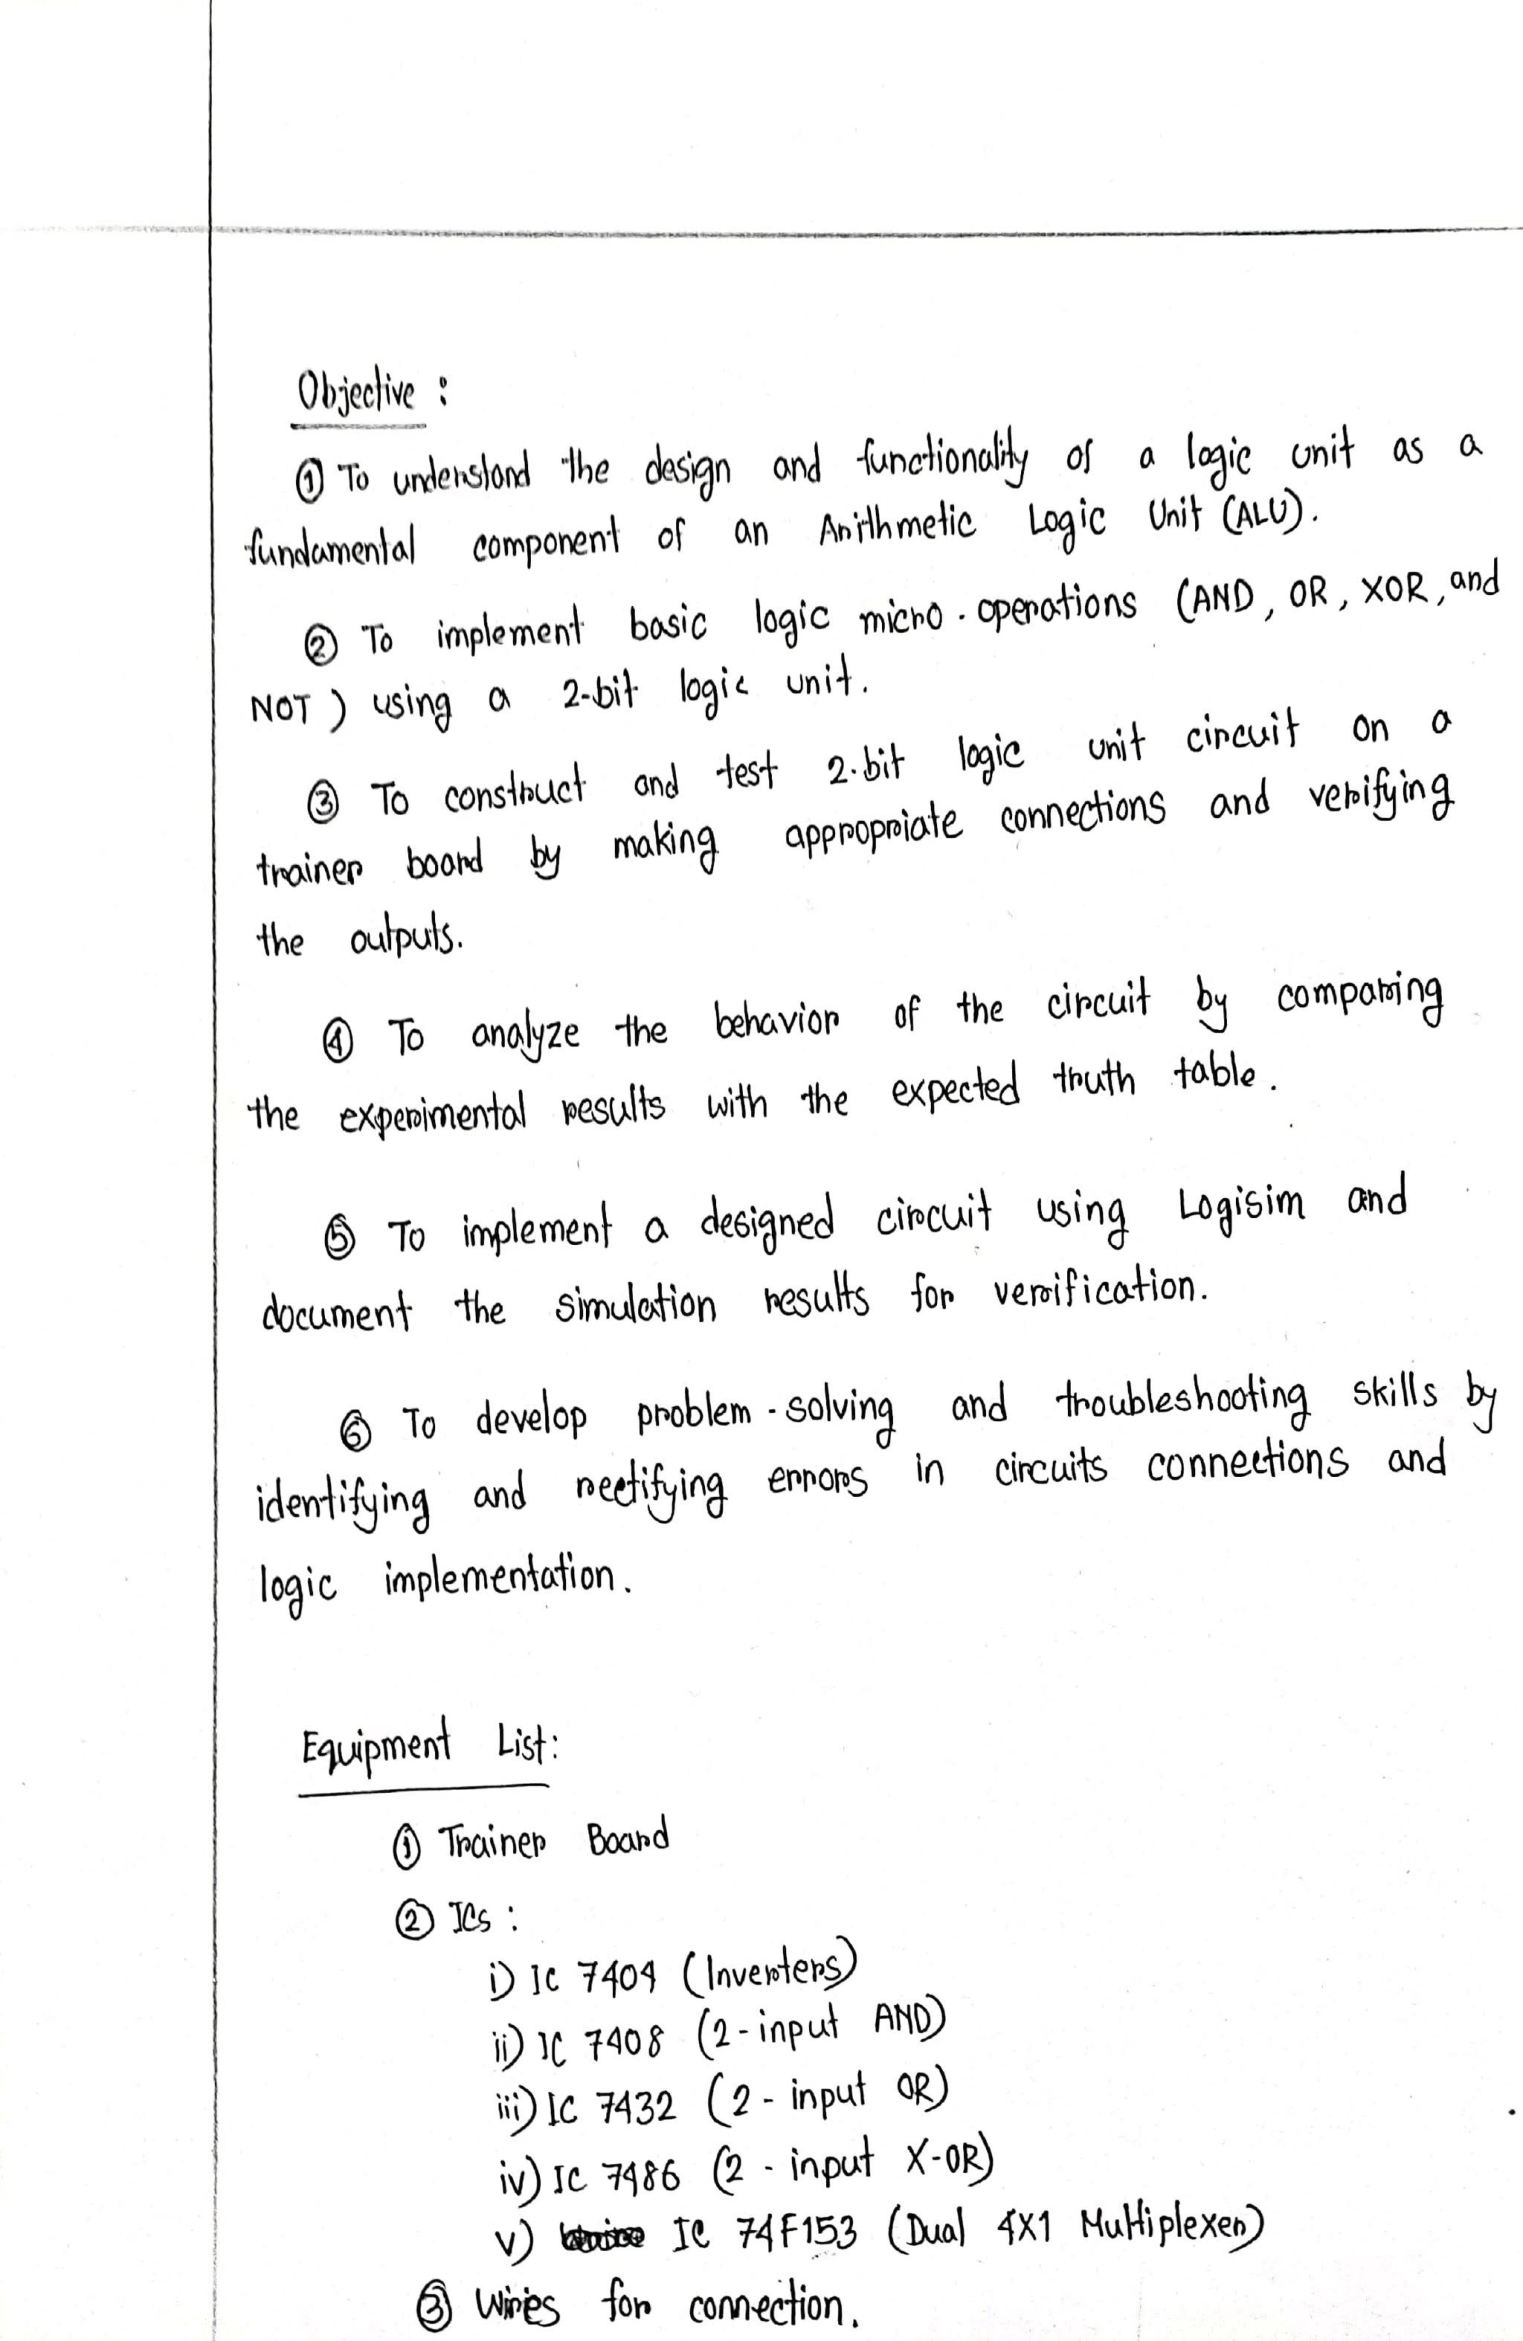 Objective :
① To understand the design and functionality of a logic unit as a
fundamental component of an Arithmetic Logic Unit (ALU).
② To implement basic logic micro-operations (AND, OR, XOR, and
NOT) using a 2-bit logic unit.
③ To construct and test 2-bit logic unit circuit on a
trainer board by making appropriate connections and verifying
the outputs.
④ To analyze the behavior of the circuit by comparing
the experimental results with the expected truth table.
⑤ To implement a designed circuit using Logisim and
document the simulation results for verification.
⑥ To develop problem-solving and troubleshooting skills by
identifying and rectifying errors in circuits connections and
logic implementation.
Equipment List:
① Trainer Board
② ICs :
i) IC 7404 (Inverters)
ii) IC 7408 (2-input AND)
iii) IC 7432 (2-input OR)
iv) IC 7486 (2-input X-OR)
v) IC 74F153 (Dual 4X1 Multiplexer)
③ Wires for connection.